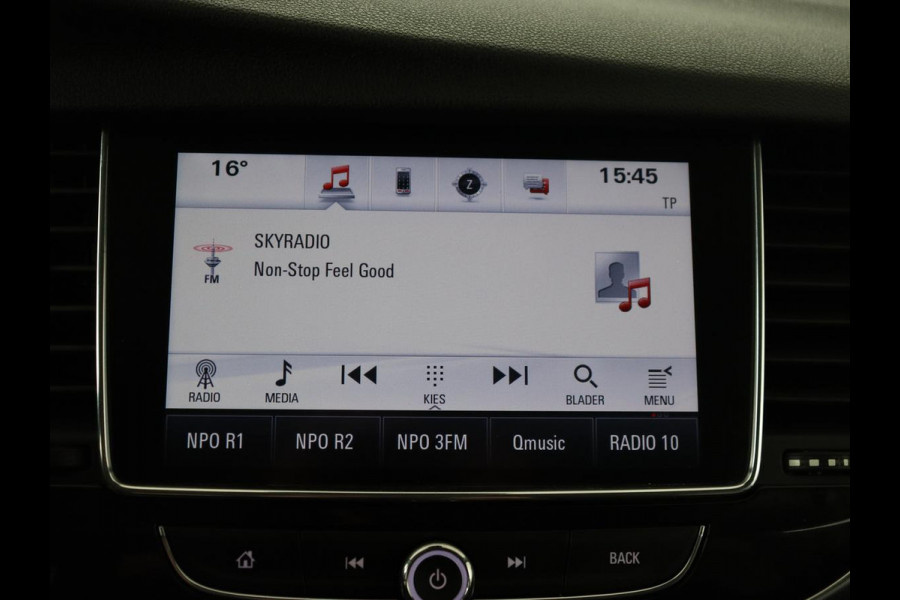 16°
15:45
TP
Z
SKYRADIO
FM
Non-Stop Feel Good
RADIO
MEDIA
KIES
BLADER
MENU
NPO R1
NPO R2
NPO 3FM
Qmusic
RADIO 10
BACK